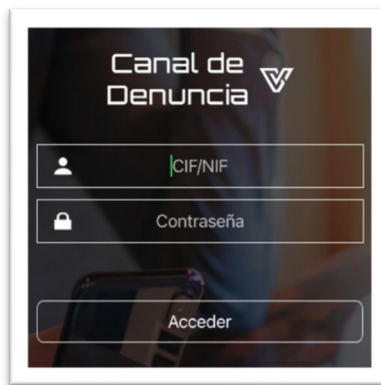 Canal de
Denuncia
CIF/NIF
Contraseña
Acceder